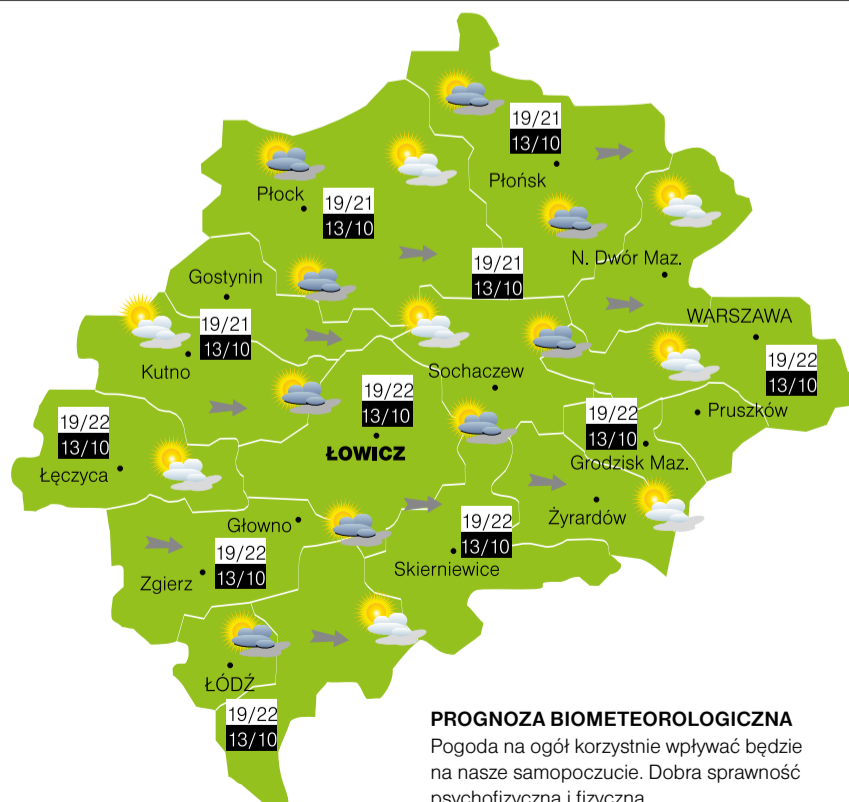 19/21
13/10
Płońsk
Płock
19/21
13/10
N. Dwór Maz.
19/21
13/10
Gostynin
WARSZAWA
19/21
13/10
Kutno
19/22
13/10
Sochaczew
19/22
13/10
ŁOWICZ
19/22
13/10
Pruszków
Grodzisk Maz.
19/22
13/10
Łęczyca
Głowno
Żyrardów
19/22
13/10
Skierniewice
19/22
13/10
Zgierz
ŁÓDŹ
19/22
13/10
PROGNOZA BIOMETEOROLOGICZNA
Pogoda na ogół korzystnie wpływać będzie
na nasze samopoczucie. Dobra sprawność
psychofizyczna i fizyczna.